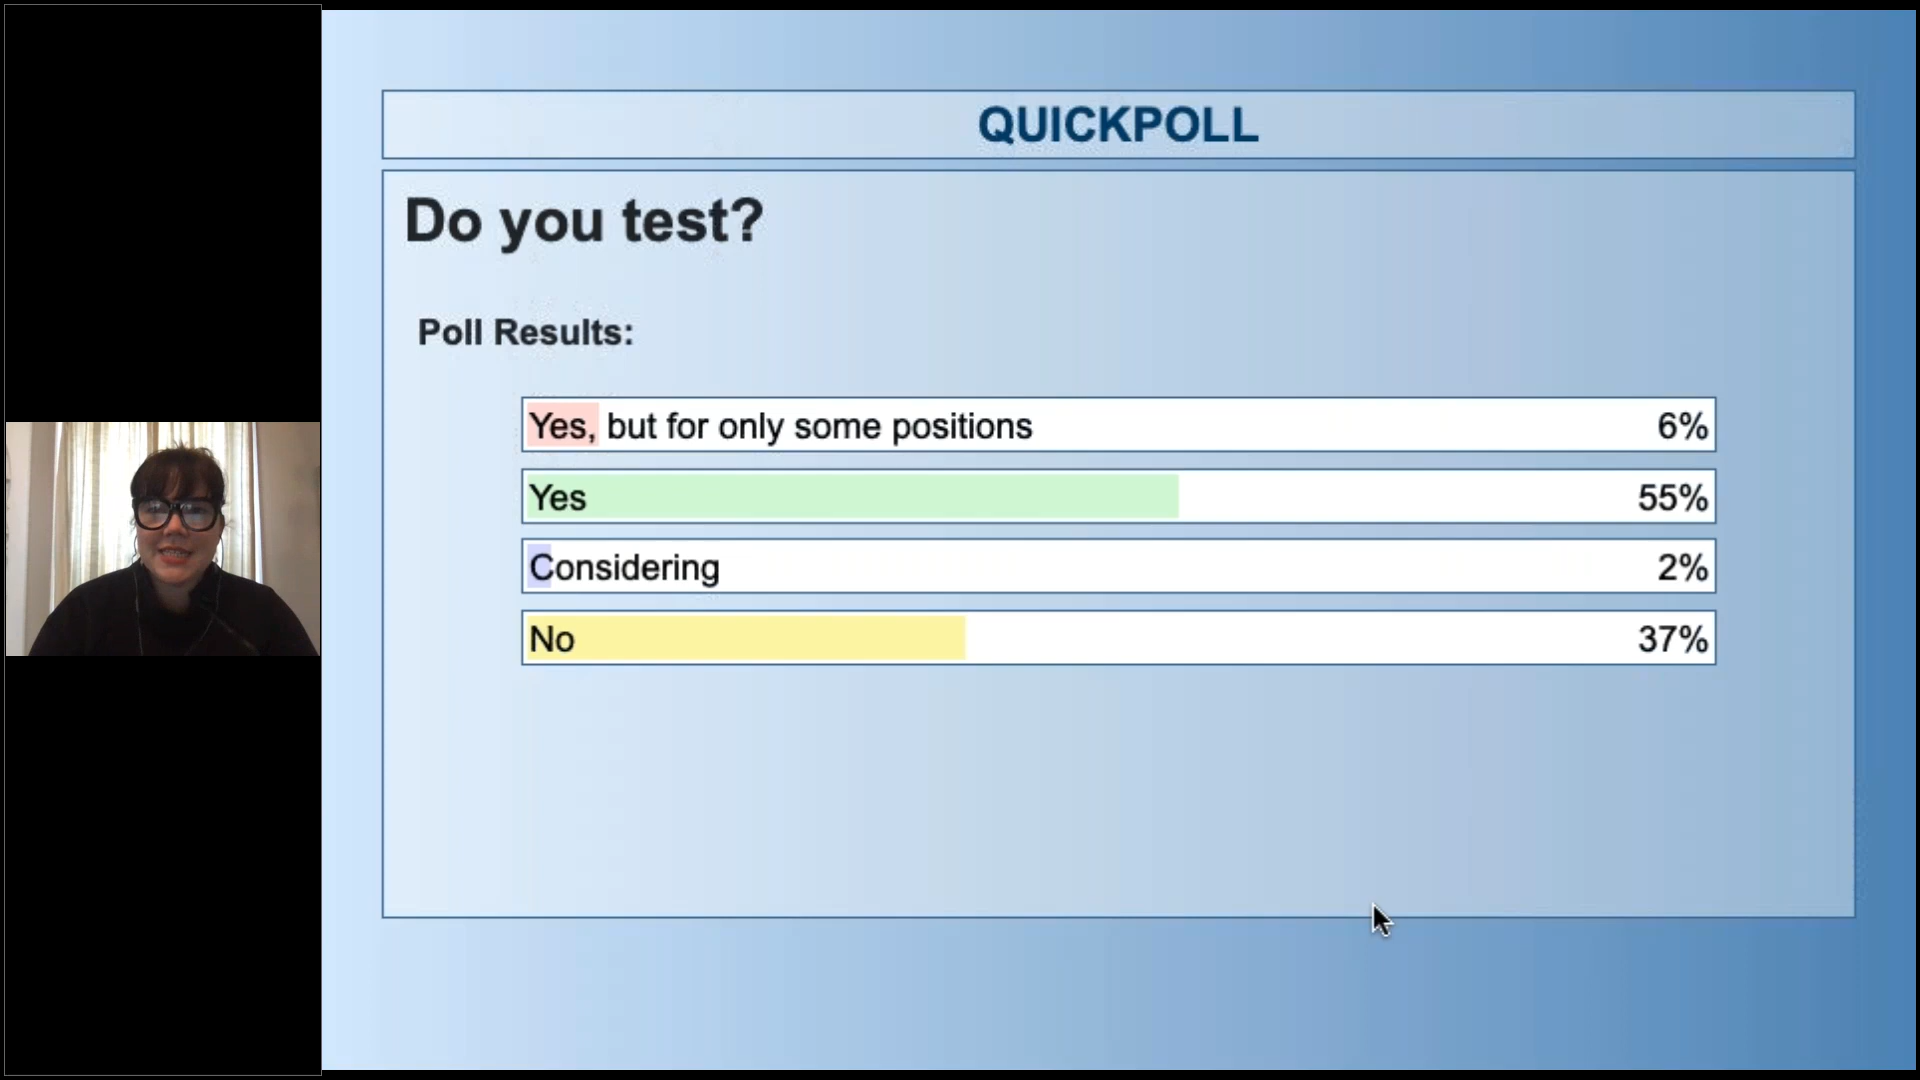 QUICKPOLL
Do you test?
Poll Results:
Yes, but for only some positions 6%
Yes 55%
Considering 2%
No 37%